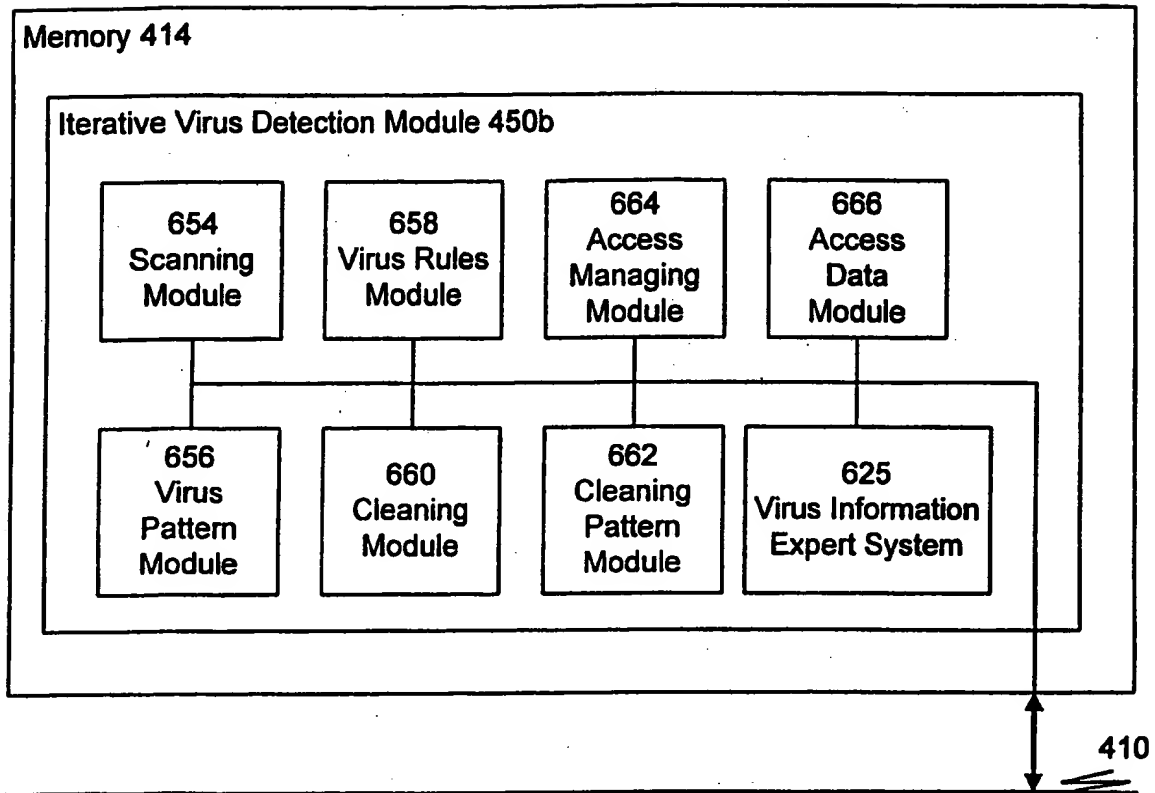 Memory 414
Iterative Virus Detection Module 450b
654
Scanning
Module
658
Virus Rules
Module
664
Access
Managing
Module
666
Access
Data
Module
656
Virus
Pattern
Module
660
Cleaning
Module
662
Cleaning
Pattern
Module
625
Virus Information
Expert System
410